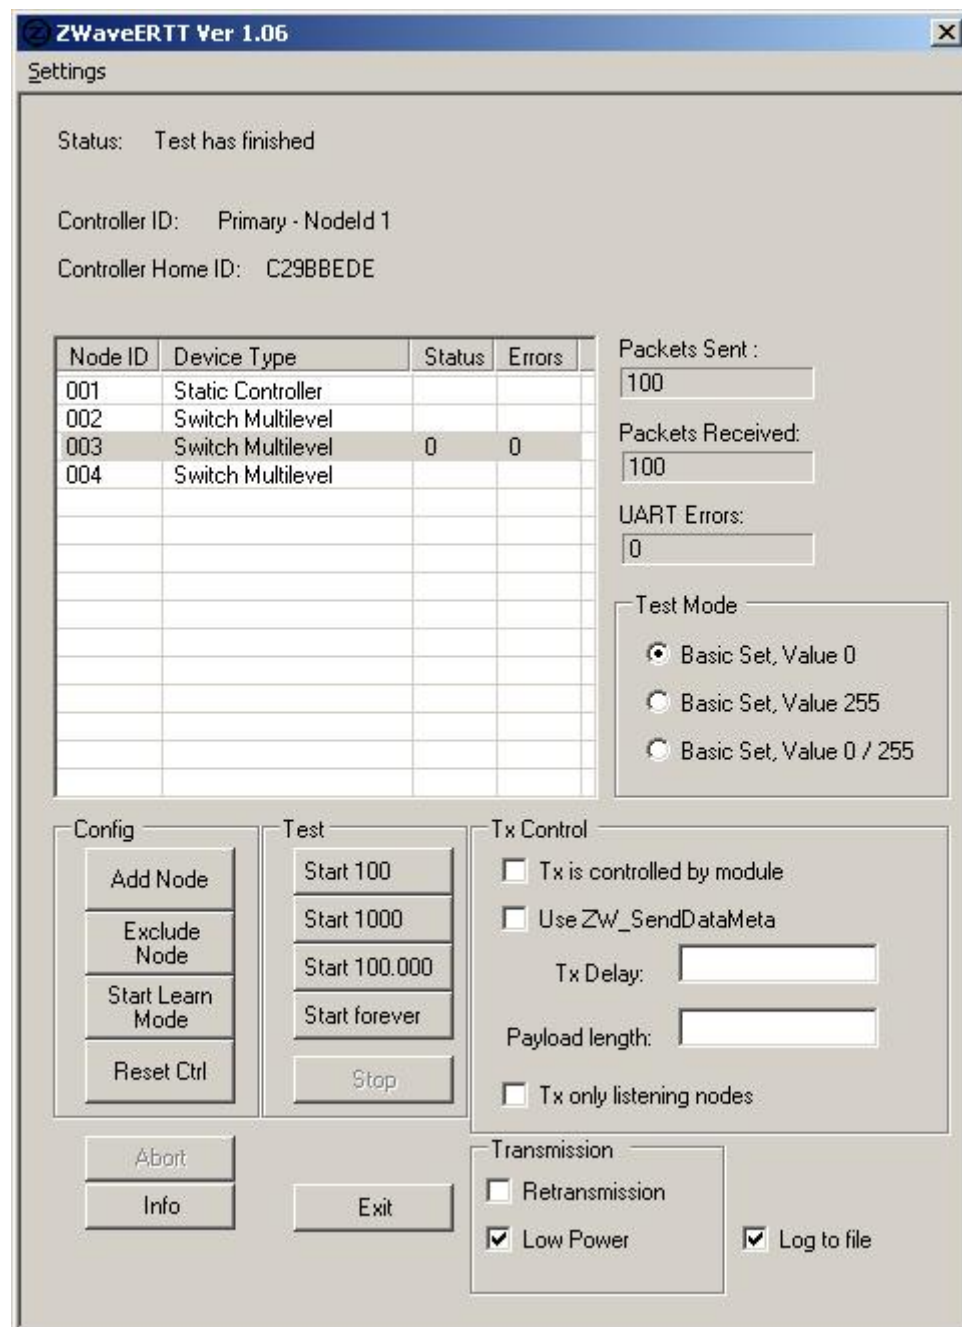 ZWaveERTT Ver 1.06
Settings
Status: Test has finished
Controller ID: Primary - NodeId 1
Controller Home ID: C29BBEDE
Node ID Device Type Status Errors
001 Static Controller
002 Switch Multilevel
003 Switch Multilevel 0 0
004 Switch Multilevel
Packets Sent :
100
Packets Received:
100
UART Errors:
0
Test Mode
Basic Set, Value 0
Basic Set, Value 255
Basic Set, Value 0 / 255
Config
Add Node
Exclude
Node
Start Learn
Mode
Reset Ctrl
Test
Start 100
Start 1000
Start 100.000
Start forever
Stop
Tx Control
Tx is controlled by module
Use ZW_SendDataMeta
Tx Delay:
Payload length:
Tx only listening nodes
Abort
Info
Exit
Transmission
Retransmission
Low Power
Log to file